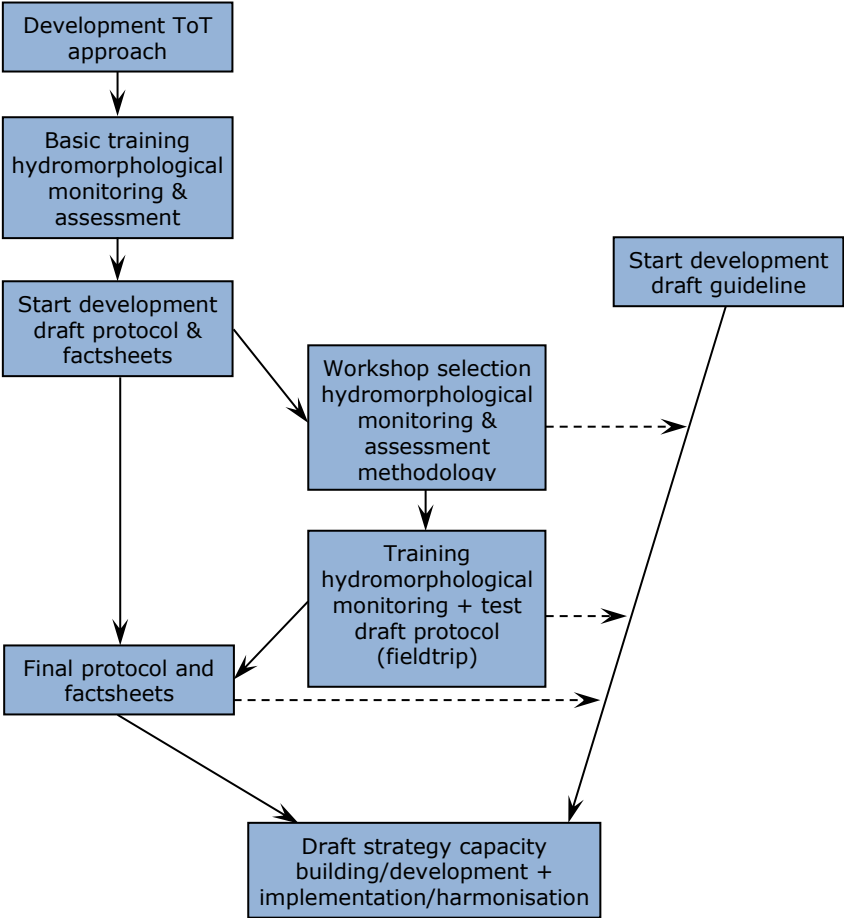 Development ToT
approach
Basic training
hydromorphological
monitoring &
assessment
Start development
draft guideline
Start development
draft protocol &
factsheets
Workshop selection
hydromorphological
monitoring &
assessment
methodology
Training
hydromorphological
monitoring + test
draft protocol
(fieldtrip)
Final protocol and
factsheets
Draft strategy capacity
building/development +
implementation/harmonisation